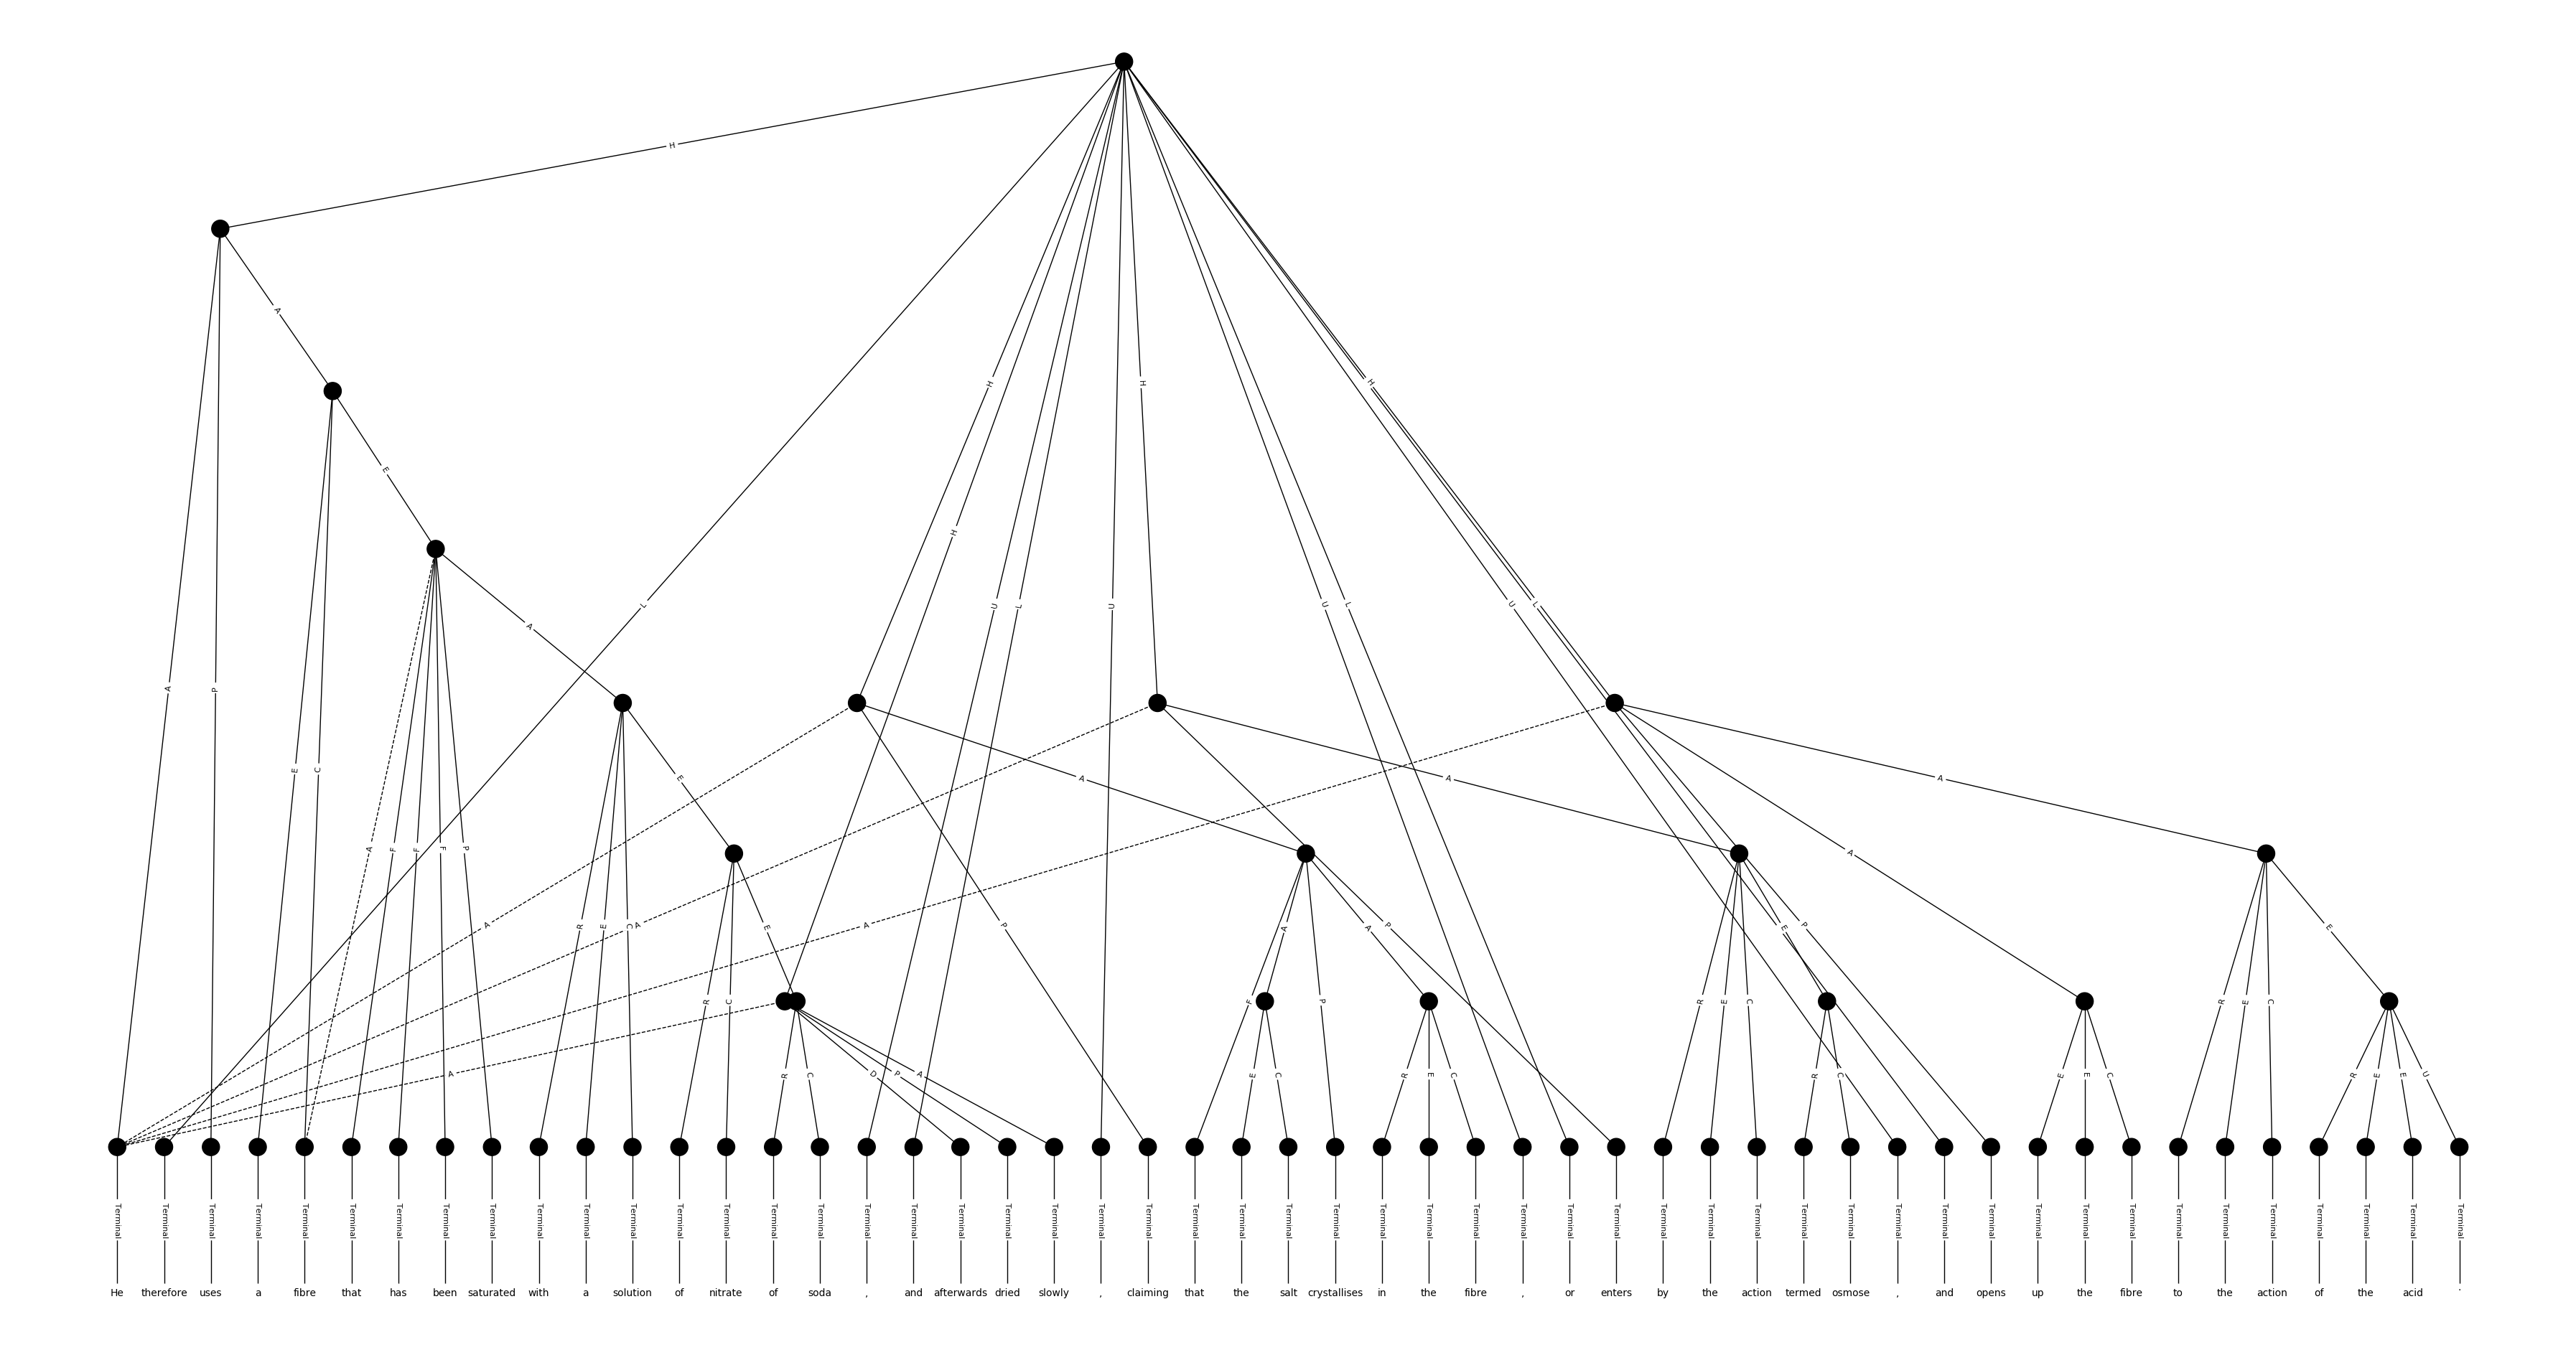 H
A
E
H
H
H
H
L
A
U
L
U
U
L
U
L
A
P
E
A
A
A
E
C
A
F
F
F
P
A
A
A
A
P
R
E
C
A
E
A
A
P
E
P
E
R
C
F
P
R
E
C
R
E
C
A
R
C
D
P
A
E
C
R
E
C
R
C
E
E
C
R
E
E
U
Terminal Terminal Terminal Terminal Terminal Terminal Terminal Terminal Terminal Terminal Terminal Terminal Terminal Terminal Terminal Terminal Terminal Terminal Terminal Terminal Terminal Terminal Terminal Terminal Terminal Terminal Terminal Terminal Terminal Terminal Terminal Terminal Terminal Terminal Terminal Terminal Terminal Terminal Terminal Terminal Terminal Terminal Terminal Terminal Terminal Terminal Terminal Terminal Terminal Terminal Terminal
He therefore uses a fibre that has been saturated with a solution of nitrate of soda , and afterwards dried slowly , claiming that the salt crystallises in the fibre , or enters by the action termed osmose , and opens up the fibre to the action of the acid .